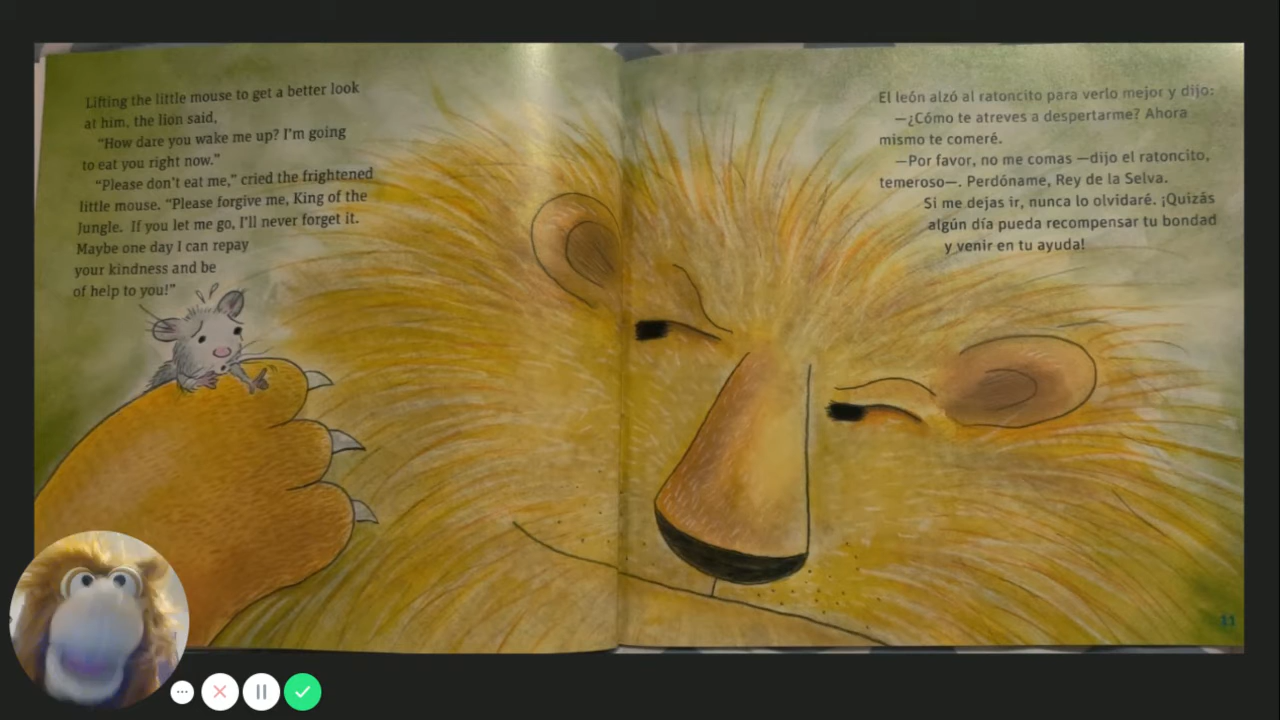 Lifting the little mouse to get a better look
at him, the lion said,
“How dare you wake me up? I’m going
to eat you right now.”
“Please don’t eat me,” cried the frightened
little mouse. “Please forgive me, King of the
Jungle. If you let me go, I’ll never forget it.
Maybe one day I can repay
your kindness and be
of help to you!”
El león alzó al ratoncito para verlo mejor y dijo:
—¿Cómo te atreves a despertarme? Ahora
mismo te comeré.
—Por favor, no me comas —dijo el ratoncito,
temeroso—. Perdóname, Rey de la Selva.
Si me dejas ir, nunca lo olvidaré. ¡Quizás
algún día pueda recompensar tu bondad
y venir en tu ayuda!
11